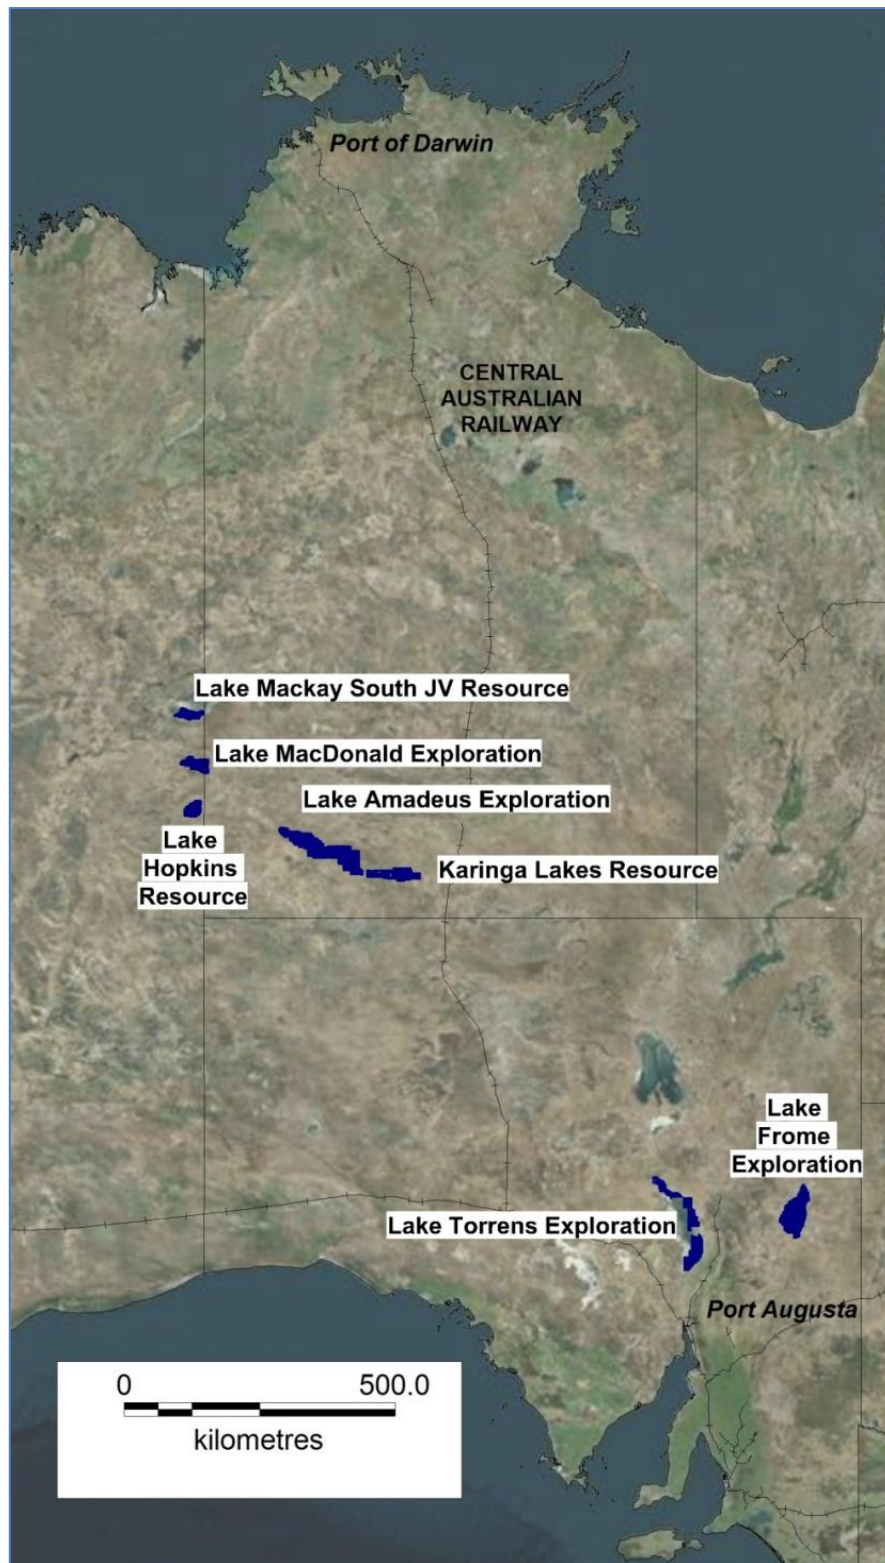 Port of Darwin
CENTRAL
AUSTRALIAN
RAILWAY
Lake Mackay South JV Resource
Lake MacDonald Exploration
Lake Amadeus Exploration
Lake
Hopkins
Resource
Karinga Lakes Resource
Lake
Frome
Exploration
Lake Torrens Exploration
Port Augusta
0 500.0
kilometres